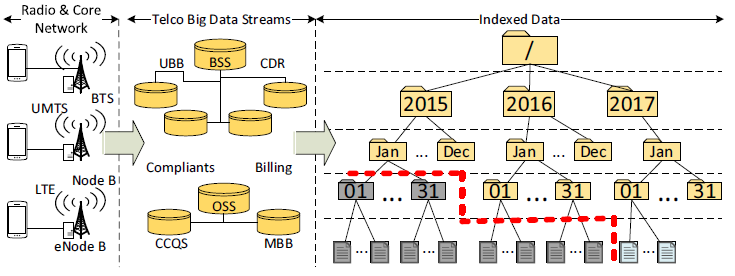 Radio & Core
Network
Telco Big Data Streams
Indexed Data
UBB
BSS
CDR
/
BTS
UMTS
2015
2016
2017
Jan
...
Dec
Jan
...
Dec
Jan
Compliants
Billing
Node B
LTE
01
...
31
01
...
31
01
...
31
OSS
CCQS
MBB
eNode B
...
...
...
...
...